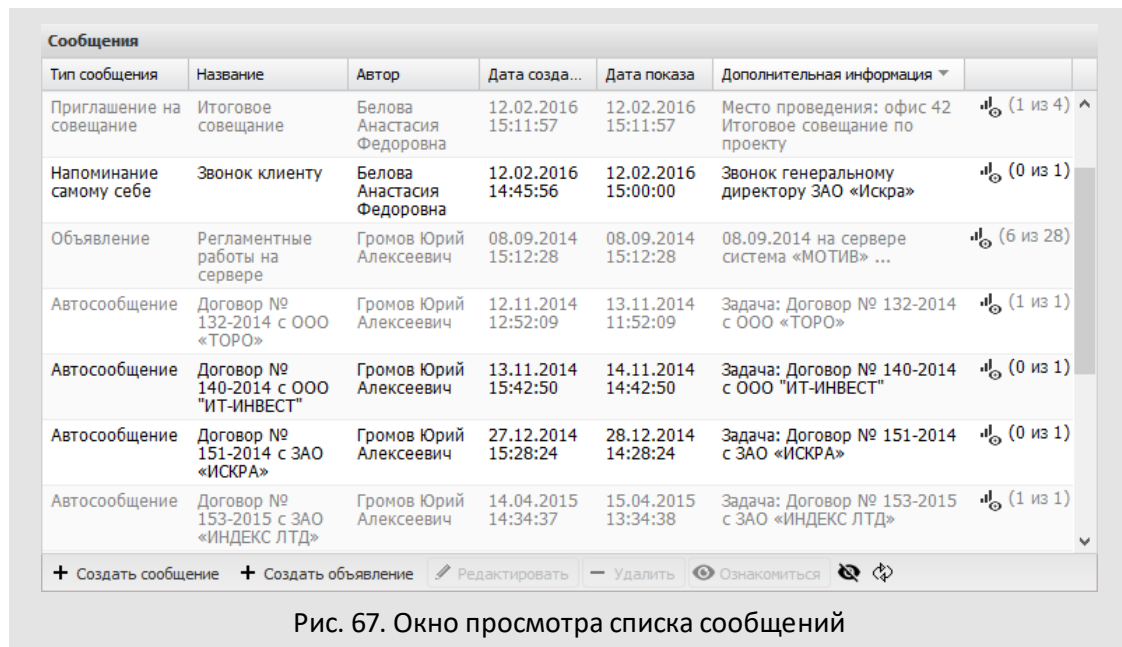 Сообщения
Тип сообщения Название Автор Дата созда... Дата показа Дополнительная информация
Приглашение на Итоговое Белова 12.02.2016 12.02.2016 Место проведения: офис 42 (1 из 4)
совещание совещание Анастасия 15:11:57 15:11:57 Итоговое совещание по
Федоровна проекту
Напоминание Звонок клиенту Белова 12.02.2016 12.02.2016 Звонок генеральному (0 из 1)
самому себе Анастасия 14:45:56 15:00:00 директору ЗАО «Искра»
Федоровна
Объявление Регламентные Громов Юрий 08.09.2014 08.09.2014 08.09.2014 на сервере (6 из 28)
работы на Алексеевич 15:12:28 15:12:28 система «МОТИВ» ...
сервере
Автосообщение Договор № Громов Юрий 12.11.2014 13.11.2014 Задача: Договор № 132-2014 (1 из 1)
132-2014 с ООО Алексеевич 12:52:09 11:52:09 с ООО «ТОРО»
«ТОРО»
Автосообщение Договор № Громов Юрий 13.11.2014 14.11.2014 Задача: Договор № 140-2014 (0 из 1)
140-2014 с ООО Алексеевич 15:42:50 14:42:50 с ООО "ИТ-ИНВЕСТ"
"ИТ-ИНВЕСТ"
Автосообщение Договор № Громов Юрий 27.12.2014 28.12.2014 Задача: Договор № 151-2014 (0 из 1)
151-2014 с ЗАО Алексеевич 15:28:24 14:28:24 с ЗАО «ИСКРА»
«ИСКРА»
Автосообщение Договор № Громов Юрий 14.04.2015 15.04.2015 Задача: Договор № 153-2015 (1 из 1)
153-2015 с ЗАО Алексеевич 14:34:37 13:34:38 с ЗАО «ИНДЕКС ЛТД»
«ИНДЕКС ЛТД»
Создать сообщение Создать объявление Редактировать Удалить Ознакомиться
Рис. 67. Окно просмотра списка сообщений